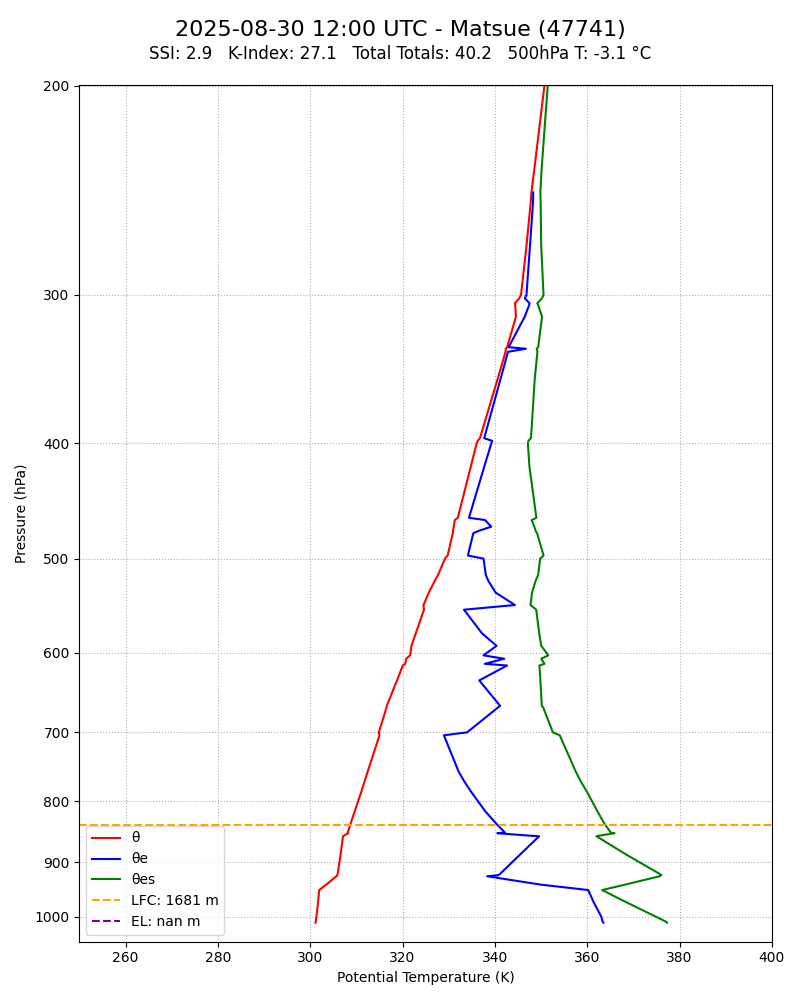 2025-08-30 12:00 UTC - Matsue (47741)
SSI: 2.9 K-Index: 27.1 Total Totals: 40.2 500hPa T: -3.1 °C
200
300
400
500
600
700
800
900
1000
Pressure (hPa)
θ
θe
θes
LFC: 1681 m
EL: nan m
260 280 300 320 340 360 380 400
Potential Temperature (K)